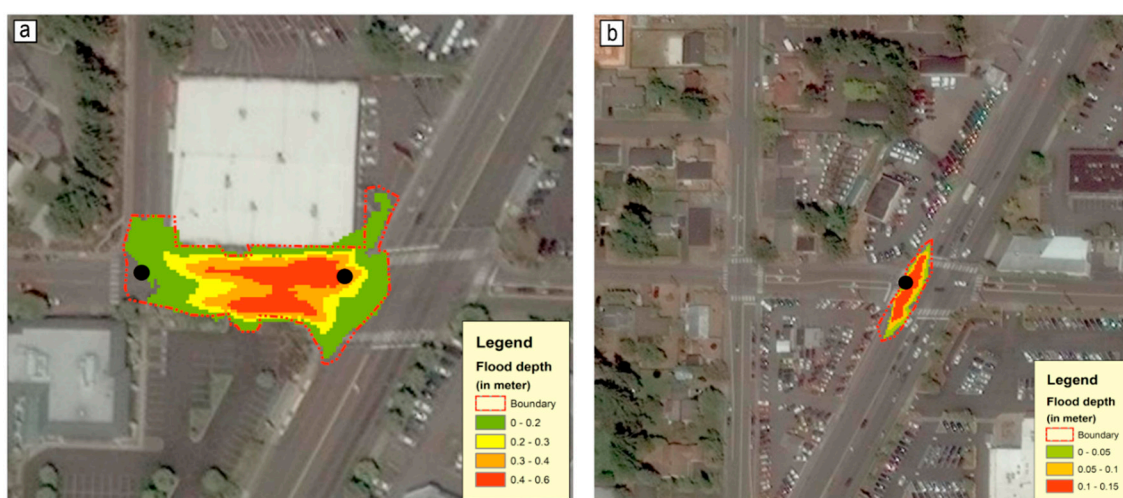 a
Legend
Flood depth
(in meter)
Boundary
0 - 0.2
0.2 - 0.3
0.3 - 0.4
0.4 - 0.6
b
Legend
Flood depth
(in meter)
Boundary
0 - 0.05
0.05 - 0.1
0.1 - 0.15